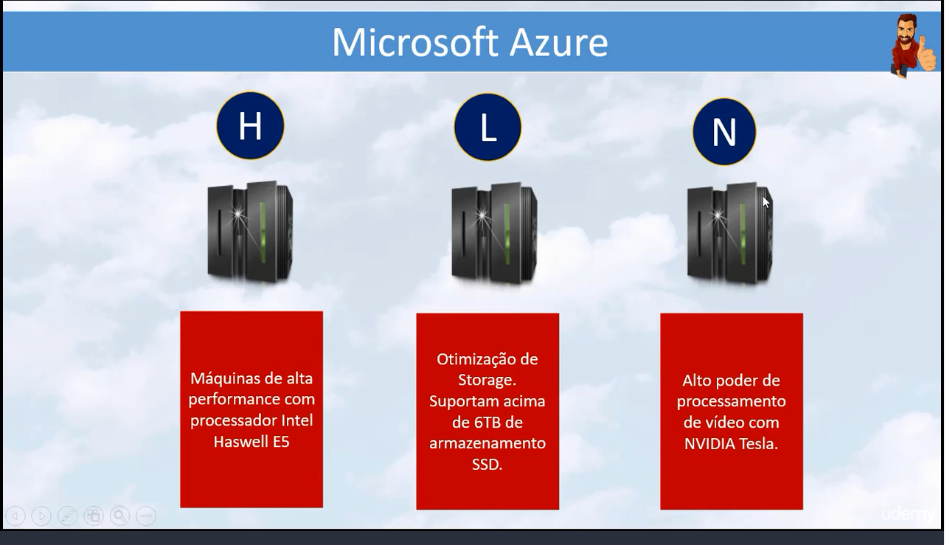 Microsoft Azure
H
L
N
Máquinas de alta
performance com
processador Intel
Haswell E5
Otimização de
Storage.
Suportam acima
de 6TB de
armazenamento
SSD.
Alto poder de
processamento
de vídeo com
NVIDIA Tesla.
udemy